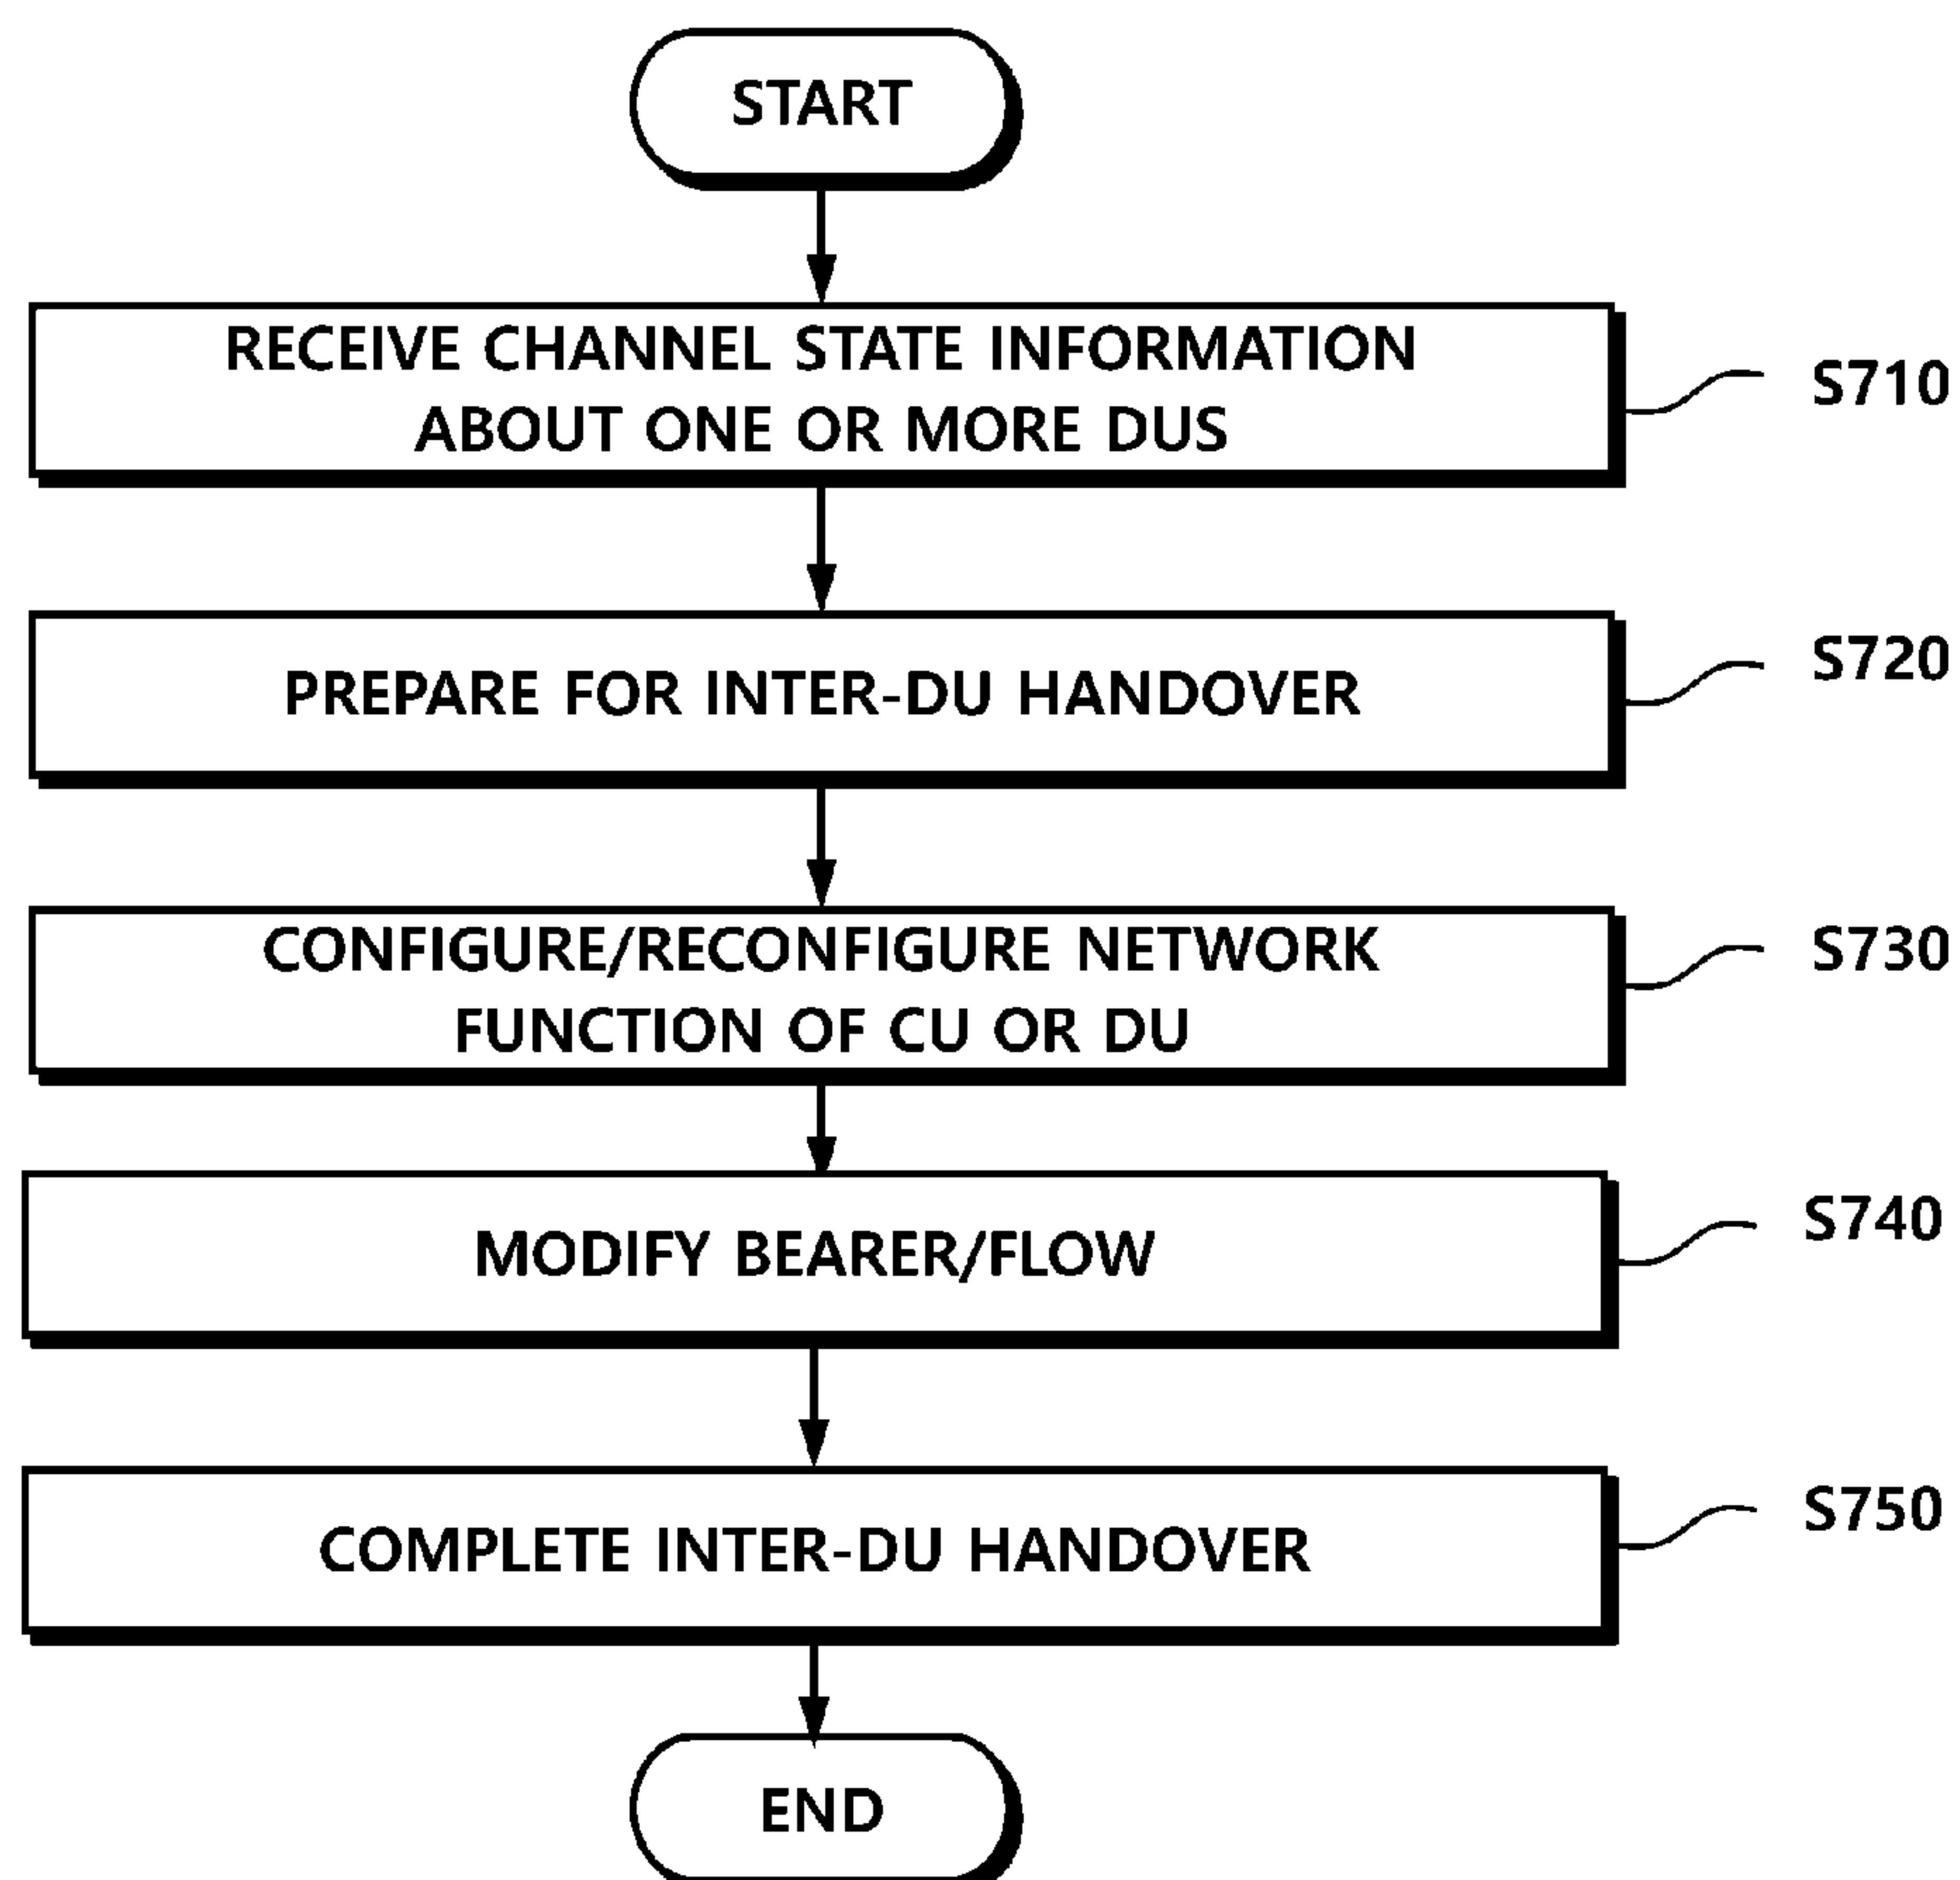 START
RECEIVE CHANNEL STATE INFORMATION
ABOUT ONE OR MORE DUS
S710
PREPARE FOR INTER-DU HANDOVER
S720
CONFIGURE/RECONFIGURE NETWORK
FUNCTION OF CU OR DU
S730
MODIFY BEARER/FLOW
S740
COMPLETE INTER-DU HANDOVER
S750
END